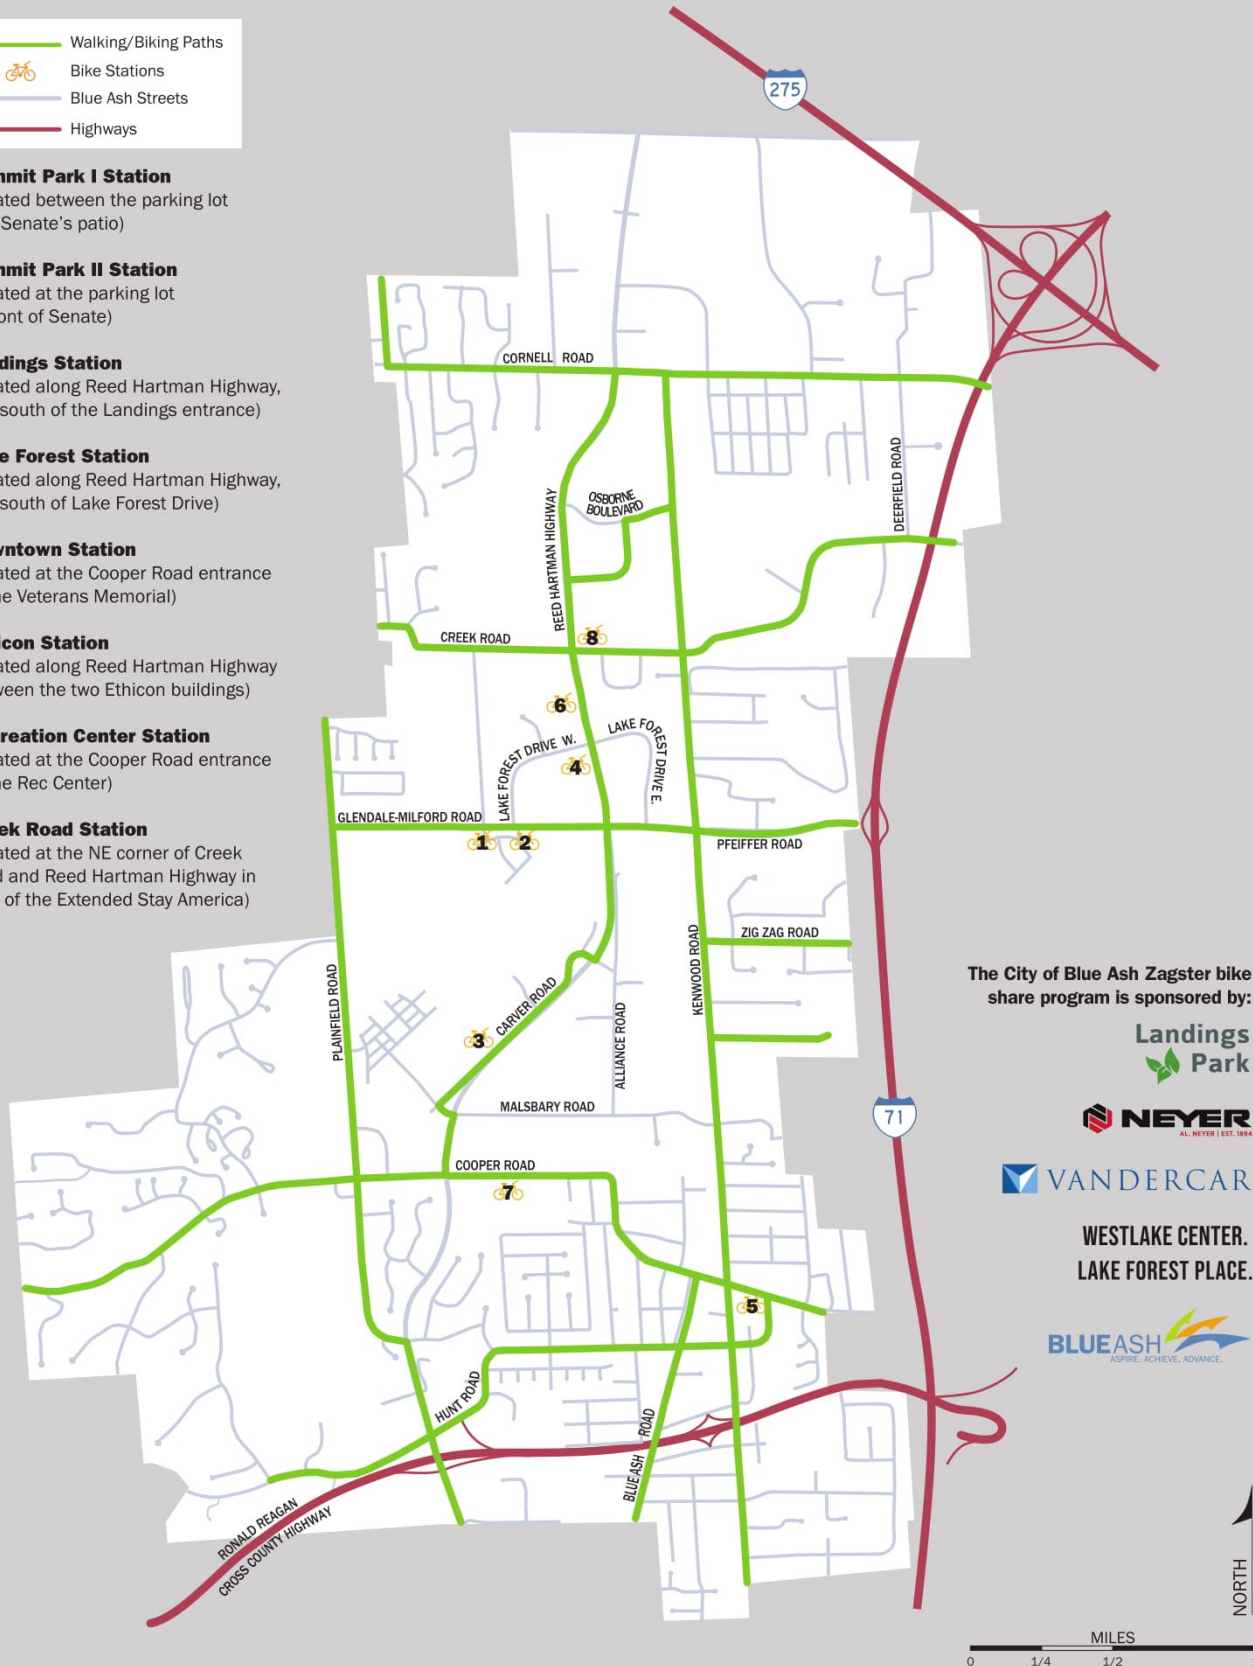 Walking/Biking Paths
Bike Stations
Blue Ash Streets
Highways
nmit Park I Station
ated between the parking lot
Senate's patio)
nmit Park II Station
ated at the parking lot
ont of Senate)
dings Station
ated along Reed Hartman Highway,
south of the Landings entrance)
e Forest Station
ated along Reed Hartman Highway,
south of Lake Forest Drive)
wntown Station
ated at the Cooper Road entrance
ne Veterans Memorial)
icon Station
ated along Reed Hartman Highway
ween the two Ethicon buildings)
creation Center Station
ated at the Cooper Road entrance
ne Rec Center)
ek Road Station
ated at the NE corner of Creek
d and Reed Hartman Highway in
of the Extended Stay America)
275
CORNELL ROAD
OSBORNE
BOULEVARD
REED HARTMAN HIGHWAY
DEERFIELD ROAD
8
CREEK ROAD
6
LAKE FOREST DRIVE W.
LAKE FOREST DRIVE E.
4
GLENDALE-MILFORD ROAD
1
2
PFEIFFER ROAD
ZIG ZAG ROAD
KENWOOD ROAD
PLAINFIELD ROAD
CARVER ROAD
3
ALLIANCE ROAD
MALSBARY ROAD
71
COOPER ROAD
7
5
HUNT ROAD
BLUE ASH ROAD
RONALD REAGAN
CROSS COUNTY HIGHWAY
The City of Blue Ash Zagster bike
share program is sponsored by:
Landings
Park
NEYER
AL. NEYER | EST. 1894
VANDERCAR
WESTLAKE CENTER.
LAKE FOREST PLACE.
BLUEASH
ASPIRE. ACHIEVE. ADVANCE.
NORTH
MILES
0 1/4 1/2